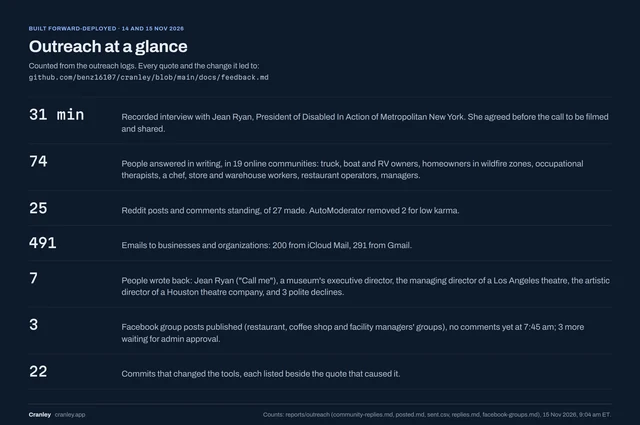 BUILT FORWARD-DEPLOYED · 14 AND 15 NOV 2026
Outreach at a glance
Counted from the outreach logs. Every quote and the change it led to:
github.com/benz16107/cranley/blob/main/docs/feedback.md
31 min
Recorded interview with Jean Ryan, President of Disabled In Action of Metropolitan New York. She agreed before the call to be filmed
and shared.
74
People answered in writing, in 19 online communities: truck, boat and RV owners, homeowners in wildfire zones, occupational
therapists, a chef, store and warehouse workers, restaurant operators, managers.
25
Reddit posts and comments standing, of 27 made. AutoModerator removed 2 for low karma.
491
Emails to businesses and organizations: 200 from iCloud Mail, 291 from Gmail.
7
People wrote back: Jean Ryan ("Call me"), a museum's executive director, the managing director of a Los Angeles theatre, the artistic
director of a Houston theatre company, and 3 polite declines.
3
Facebook group posts published (restaurant, coffee shop and facility managers' groups), no comments yet at 7:45 am; 3 more
waiting for admin approval.
22
Commits that changed the tools, each listed beside the quote that caused it.
Cranley cranley.app
Counts: reports/outreach (community-replies.md, posted.md, sent.csv, replies.md, facebook-groups.md), 15 Nov 2026, 9:04 am ET.